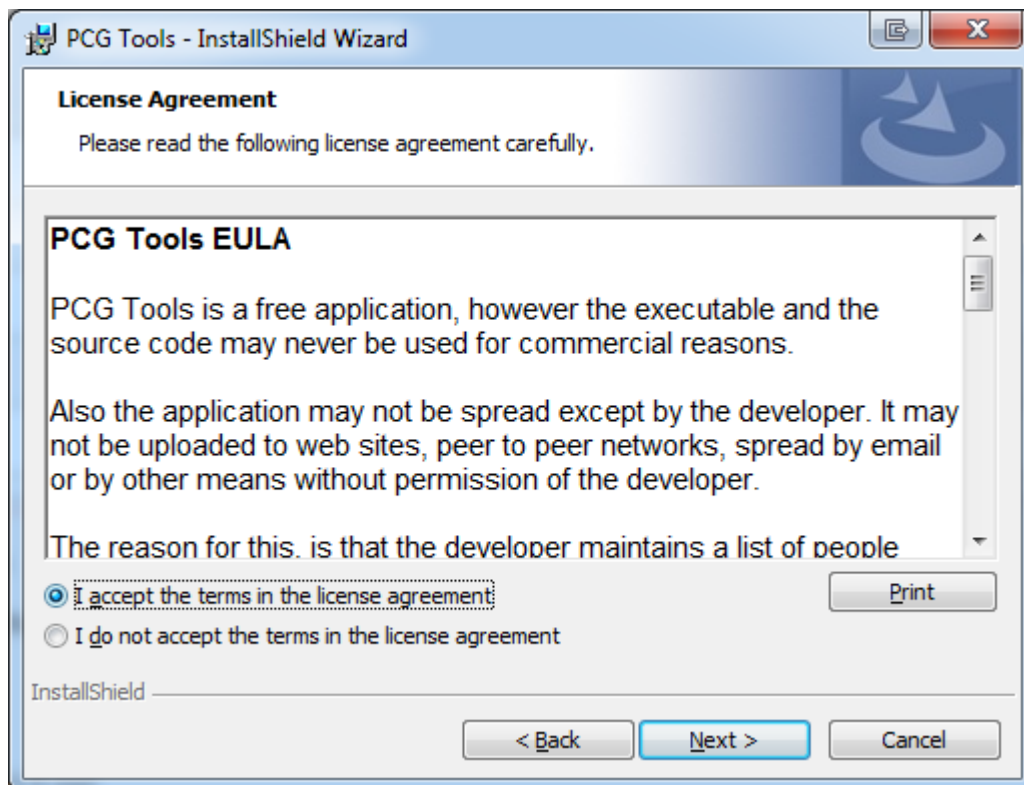 PCG Tools - InstallShield Wizard
License Agreement
Please read the following license agreement carefully.
PCG Tools EULA
PCG Tools is a free application, however the executable and the
source code may never be used for commercial reasons.
Also the application may not be spread except by the developer. It may
not be uploaded to web sites, peer to peer networks, spread by email
or by other means without permission of the developer.
The reason for this, is that the developer maintains a list of people
I accept the terms in the license agreement
Print
I do not accept the terms in the license agreement
InstallShield
< Back
Next >
Cancel